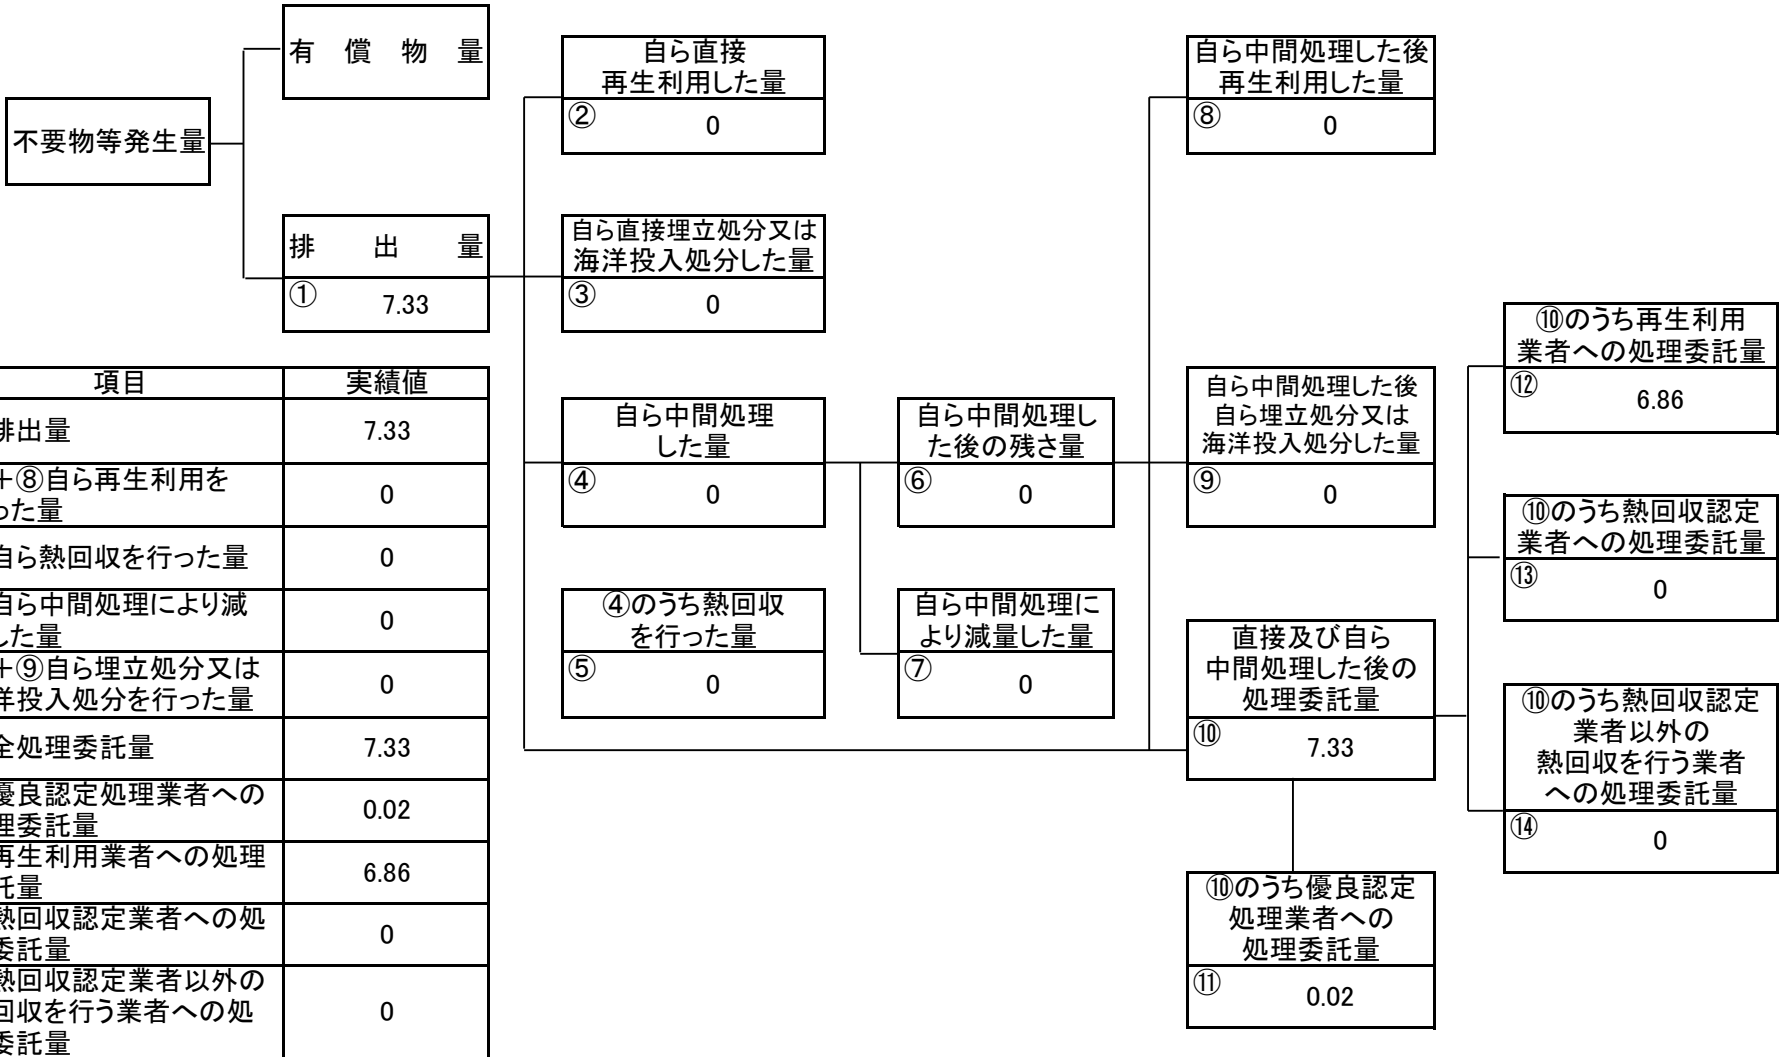 不要物等発生量
有 償 物 量
排 出 量
① 7.33
自ら直接
再生利用した量
② 0
自ら直接埋立処分又は
海洋投入処分した量
③ 0
自ら中間処理
した量
④ 0
④のうち熱回収
を行った量
⑤ 0
自ら中間処理し
た後の残さ量
⑥ 0
自ら中間処理に
より減量した量
⑦ 0
自ら中間処理した後
再生利用した量
⑧ 0
自ら中間処理した後
自ら埋立処分又は
海洋投入処分した量
⑨ 0
直接及び自ら
中間処理した後の
処理委託量
⑩ 7.33
⑩のうち優良認定
処理業者への
処理委託量
⑪ 0.02
⑩のうち再生利用
業者への処理委託量
⑫ 6.86
⑩のうち熱回収認定
業者への処理委託量
⑬ 0
⑩のうち熱回収認定
業者以外の
熱回収を行う業者
への処理委託量
⑭ 0
項目 実績値
排出量 7.33
+⑧自ら再生利用を
った量 0
自ら熱回収を行った量 0
自ら中間処理により減
した量 0
+⑨自ら埋立処分又は
洋投入処分を行った量 0
全処理委託量 7.33
優良認定処理業者への
理委託量 0.02
再生利用業者への処理
託量 6.86
熱回収認定業者への処
委託量 0
熱回収認定業者以外の
回収を行う業者への処
委託量 0